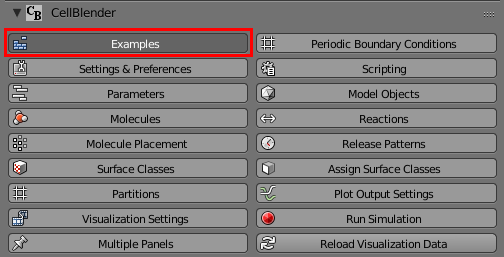 CB CellBlender
Examples Periodic Boundary Conditions
Settings & Preferences Scripting
Parameters Model Objects
Molecules Reactions
Molecule Placement Release Patterns
Surface Classes Assign Surface Classes
Partitions Plot Output Settings
Visualization Settings Run Simulation
Multiple Panels Reload Visualization Data